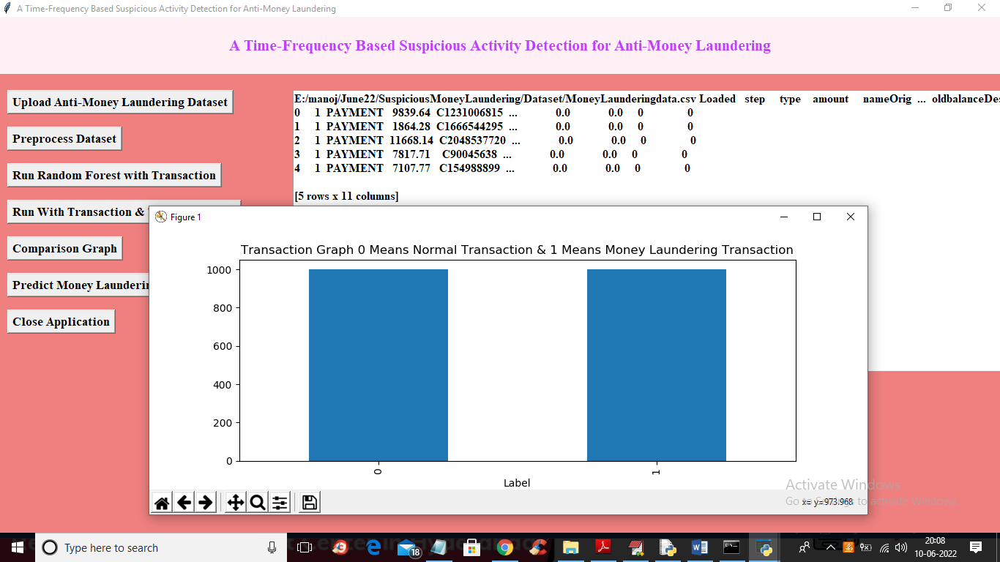 A Time-Frequency Based Suspicious Activity Detection for Anti-Money Laundering
A Time-Frequency Based Suspicious Activity Detection for Anti-Money Laundering
Upload Anti-Money Laundering Dataset
Preprocess Dataset
Run Random Forest with Transaction
Run With Transaction &
Comparison Graph
Predict Money Launderin
Close Application
E:/manoj/June22/SuspiciousMoneyLaundering/Dataset/MoneyLaunderingdata.csv Loaded step type amount nameOrig ... oldbalanceDes
0 1 PAYMENT 9839.64 C1231006815 ... 0.0 0.0 0 0
1 1 PAYMENT 1864.28 C1666544295 ... 0.0 0.0 0 0
2 1 PAYMENT 11668.14 C2048537720 ... 0.0 0.0 0 0
3 1 PAYMENT 7817.71 C90045638 ... 0.0 0.0 0 0
4 1 PAYMENT 7107.77 C154988899 ... 0.0 0.0 0 0
[5 rows x 11 columns]
Figure 1
Transaction Graph 0 Means Normal Transaction & 1 Means Money Laundering Transaction
1000
800
600
400
200
0
0
1
Label
Activate Windows
Go to Settings to activate Windows.
x= y=973.968
Type here to search
18
20:08
10-06-2022